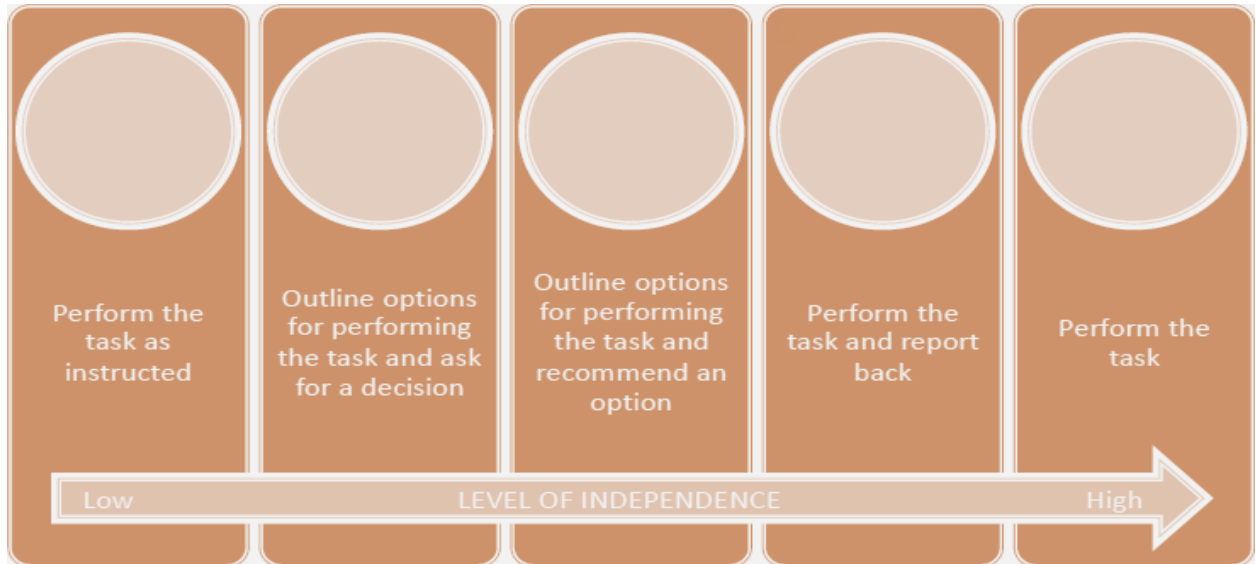 Perform the
task as
instructed
Outline options
for performing
the task and ask
for a decision
Outline options
for performing
the task and
recommend an
option
Perform the
task and report
back
Perform the
task
Low
LEVEL OF INDEPENDENCE
High